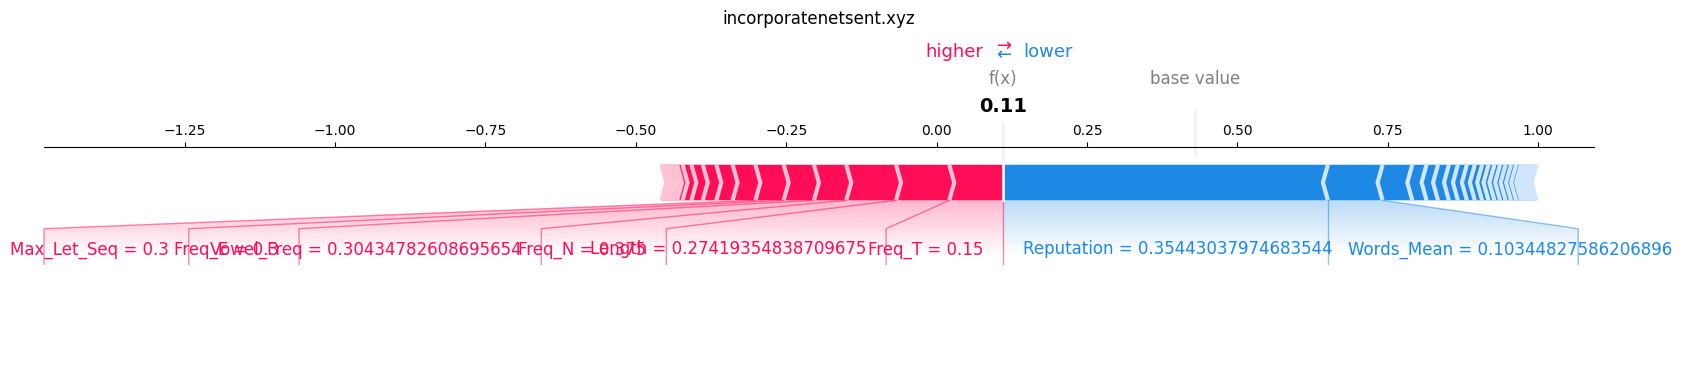 incorporatenetsent.xyz
higher ⇄ lower
f(x) base value
0.11
−1.25 −1.00 −0.75 −0.50 −0.25 0.00 0.25 0.50 0.75 1.00
Max_Let_Seq = 0.3 Freq_E = 0.3 Vowel_Freq = 0.30434782608695654 Freq_N = 0.375 Length = 0.27419354838709675 Freq_T = 0.15 Reputation = 0.35443037974683544 Words_Mean = 0.10344827586206896